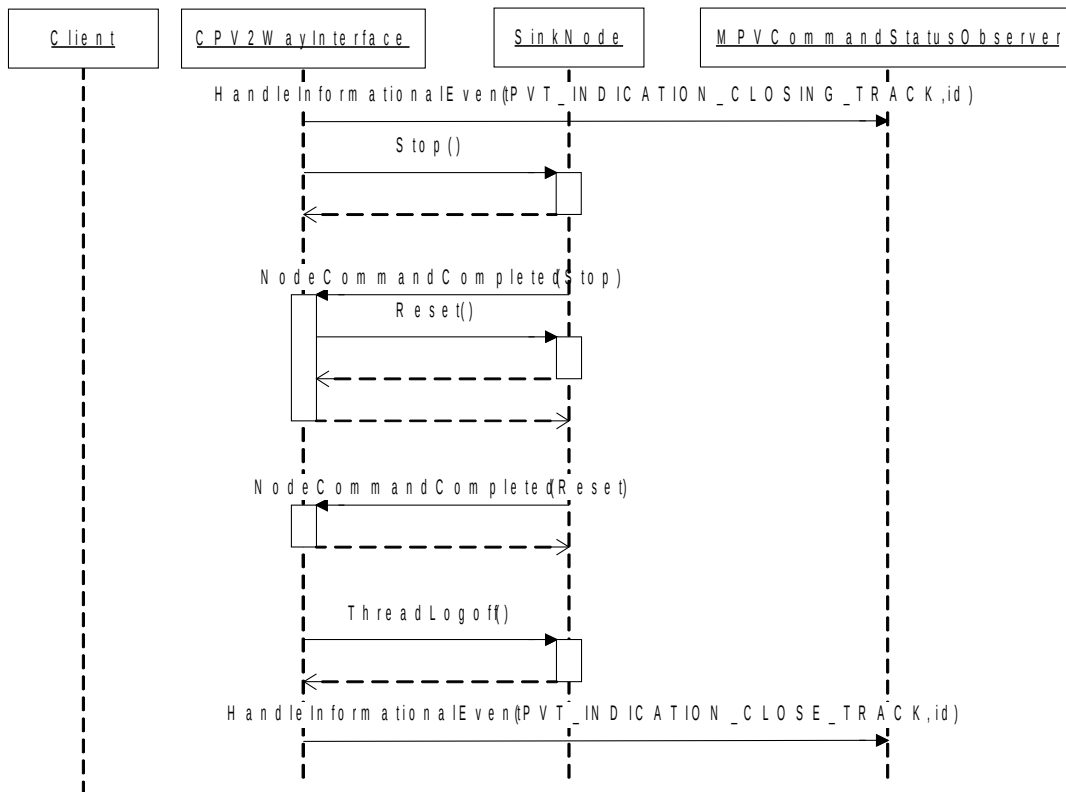 Client
CPV2WayInterface
SinkNode
MPVCommandStatusObserver
HandleInformationalEvent(PVT_INDICATION_CLOSING_TRACK,id)
Stop()
NodeCommandCompleted(Stop)
Reset()
NodeCommandCompleted(Reset)
ThreadLogoff()
HandleInformationalEvent(PVT_INDICATION_CLOSE_TRACK,id)